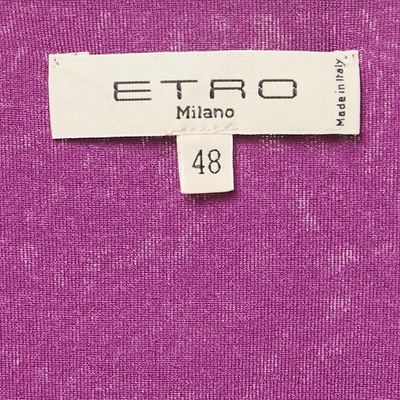 ETRO
Milano
Made in Italy
48